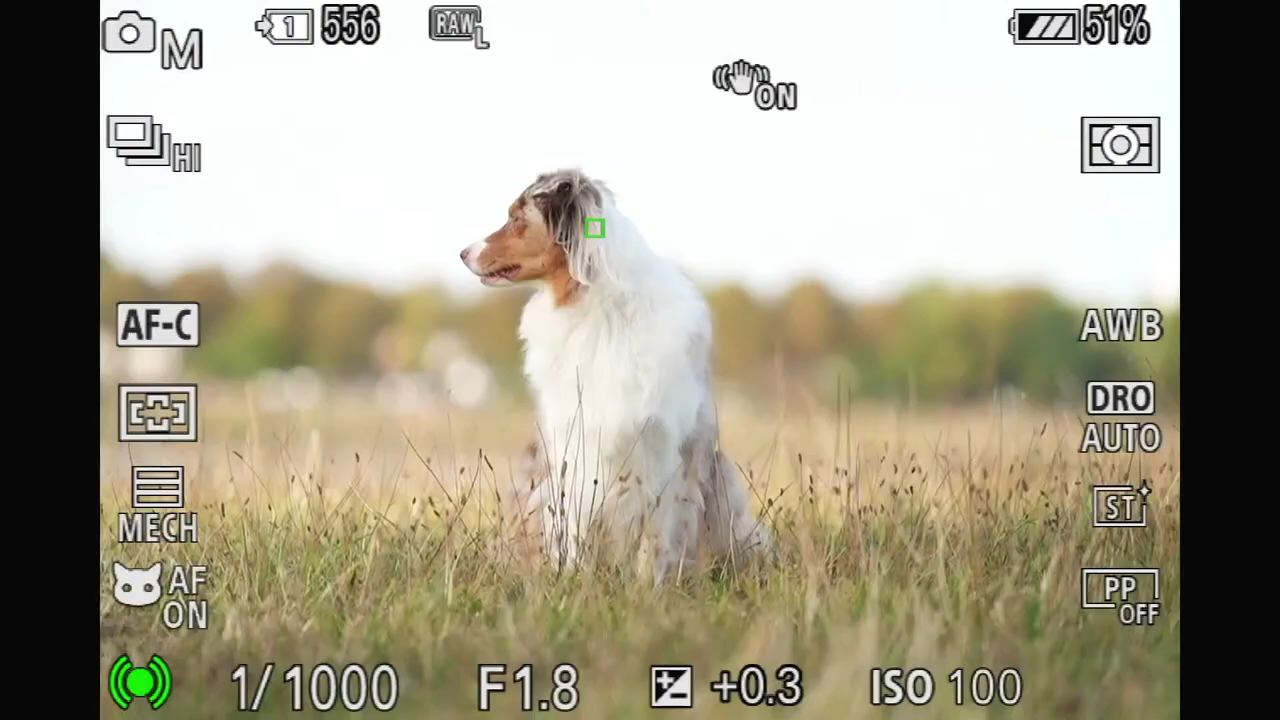 M
1 556
RAW L
51%
ON
HI
AF-C
AWB
DRO
AUTO
MECH
ST
AF
ON
PP
OFF
1/1000 F1.8 +0.3 ISO 100